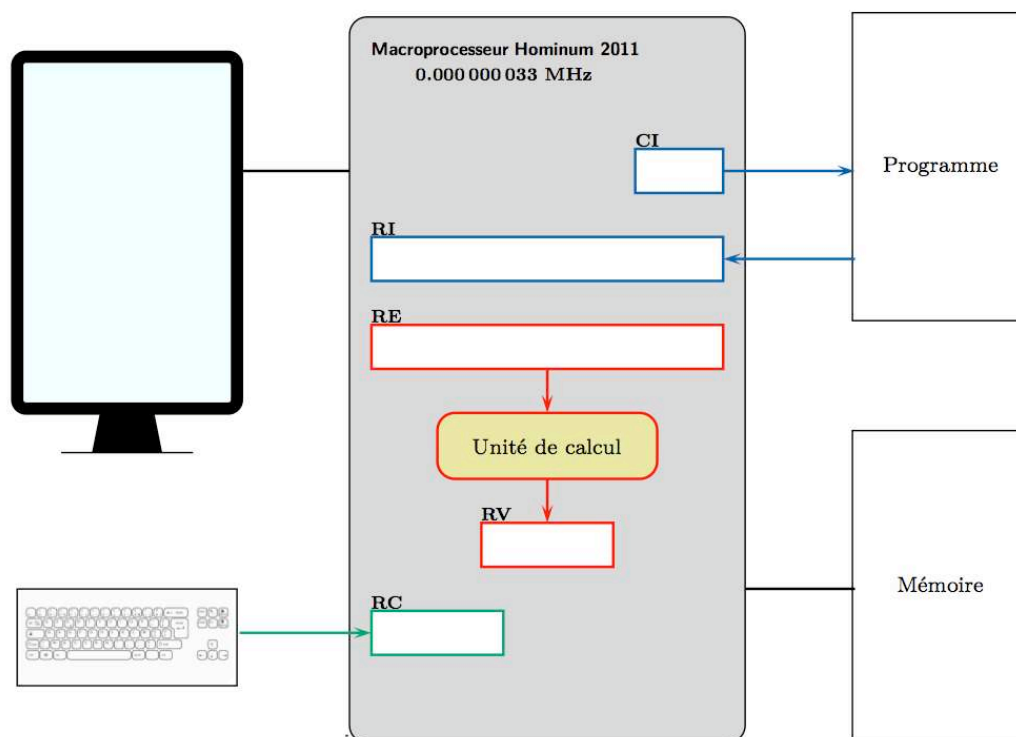 Macroprocesseur Hominum 2011
0.000 000 033 MHz
CI
Programme
RI
RE
Unité de calcul
RV
Mémoire
RC